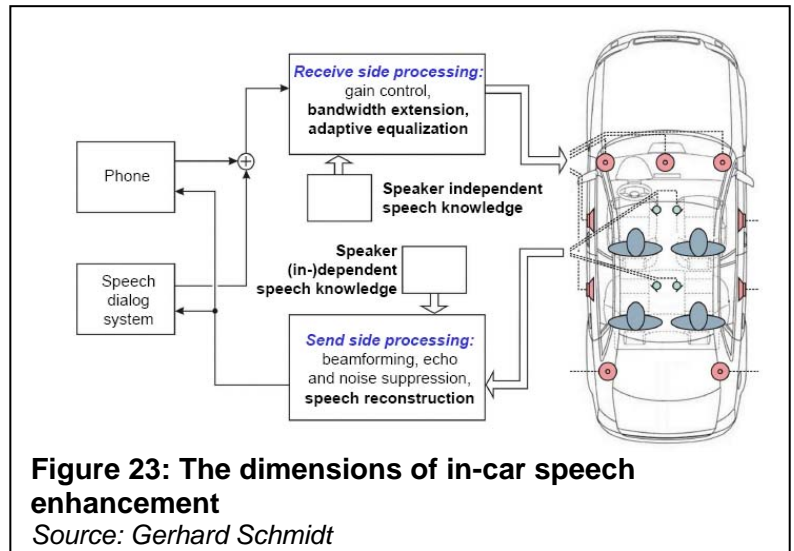 Receive side processing:
gain control,
bandwidth extension,
adaptive equalization
Phone
Speaker independent
speech knowledge
Speaker
(in-)dependent
speech knowledge
Speech
dialog
system
Send side processing:
beamforming, echo
and noise suppression,
speech reconstruction
Figure 23: The dimensions of in-car speech
enhancement
Source: Gerhard Schmidt